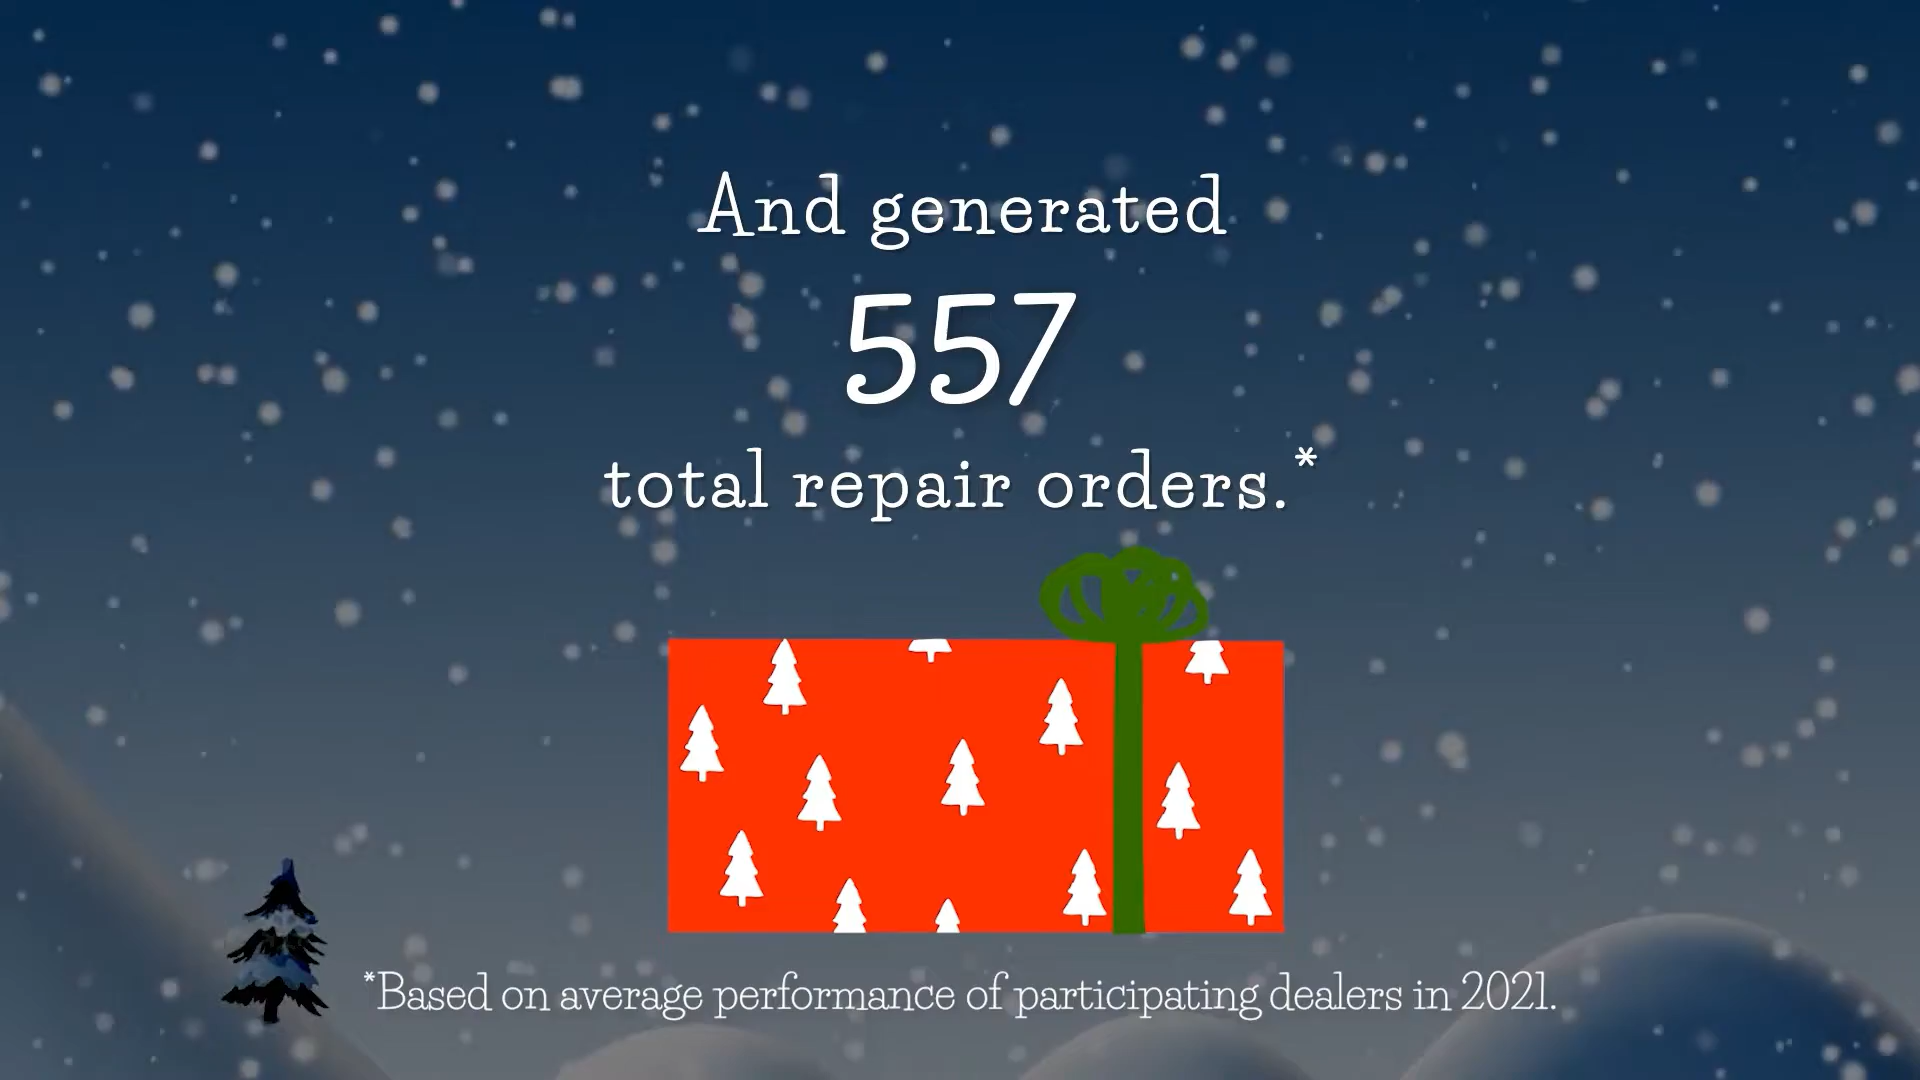 And generated
557
total repair orders.*
*Based on average performance of participating dealers in 2021.